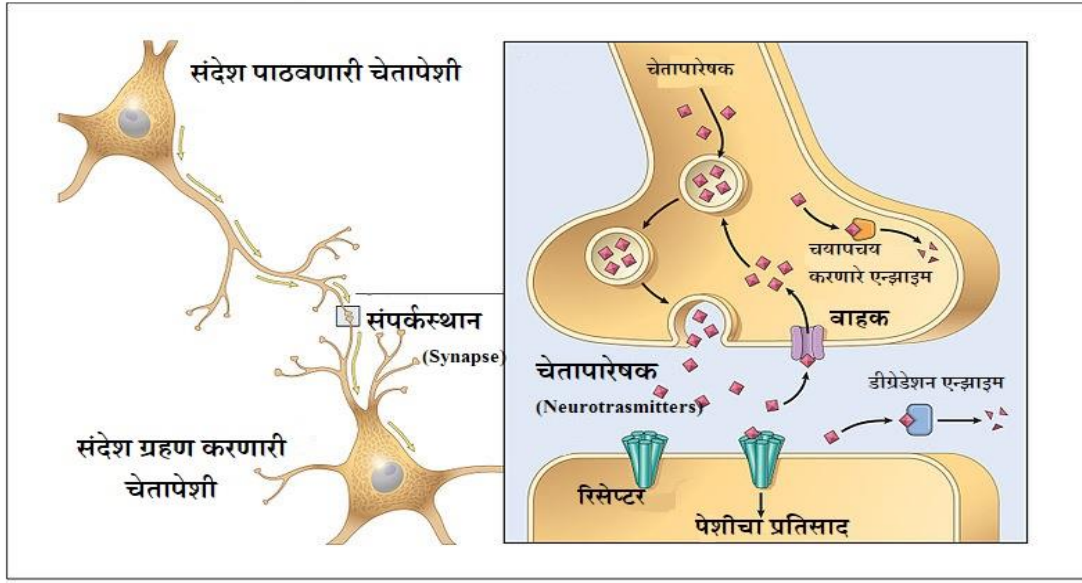 संदेश पाठवणारी चेतापेशी
संपर्कस्थान
(Synapse)
संदेश ग्रहण करणारी
चेतापेशी
चेतापारेषक
चयापचय
करणारे एन्झाइम
वाहक
चेतापारेषक
(Neurotrasmitters)
डीग्रेडेशन एन्झाइम
रिसेप्टर
पेशीचा प्रतिसाद